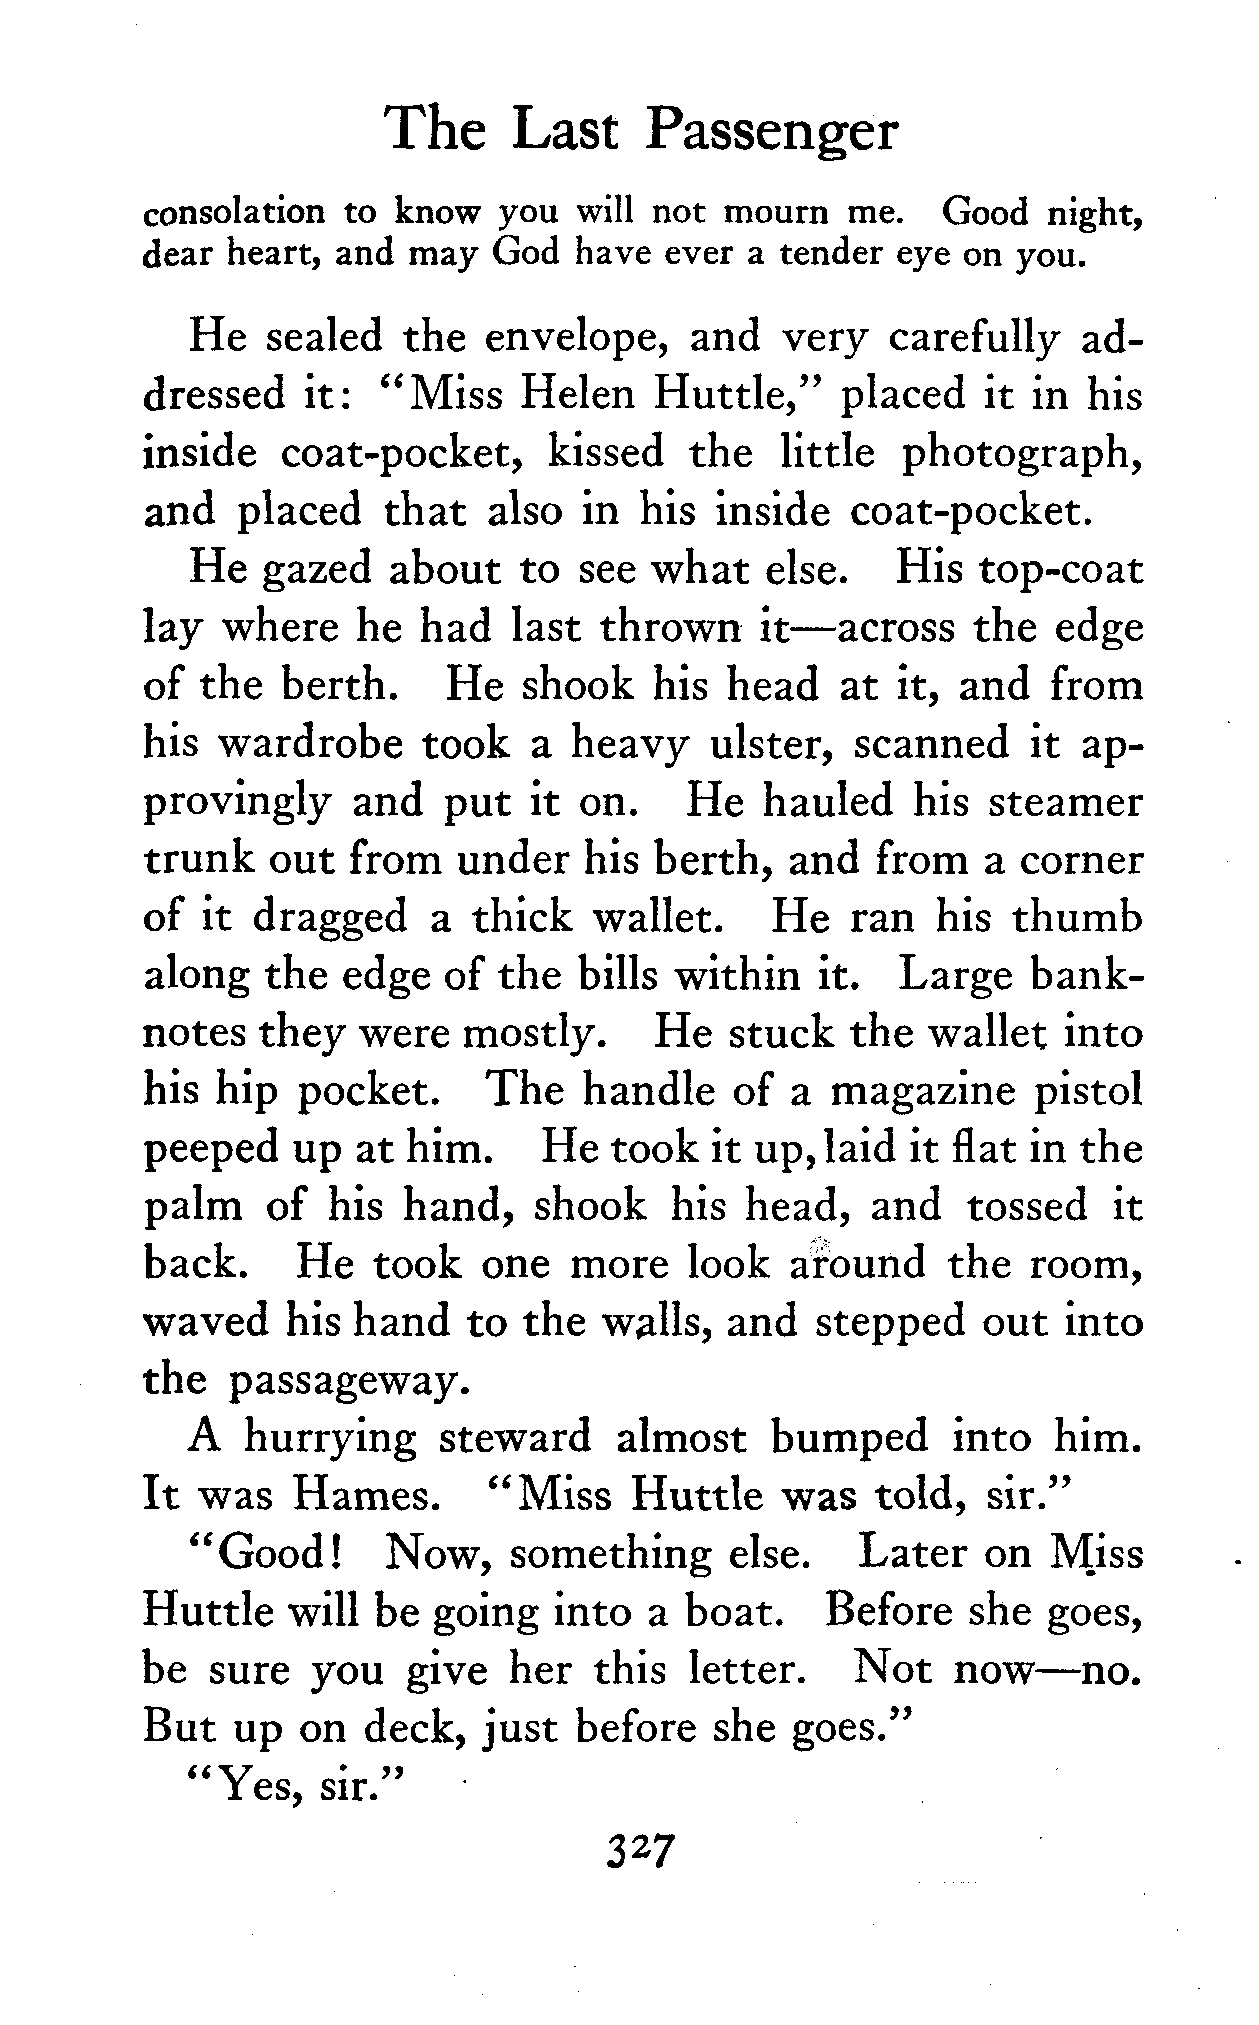 The Last Passenger
consolation to know you will not mourn me. Good night,
dear heart, and may God have ever a tender eye on you.
He sealed the envelope, and very carefully ad-
dressed it: "Miss Helen Huttle," placed it in his
inside coat-pocket, kissed the little photograph,
and placed that also in his inside coat-pocket.
He gazed about to see what else. His top-coat
lay where he had last thrown it—across the edge
of the berth. He shook his head at it, and from
his wardrobe took a heavy ulster, scanned it ap-
provingly and put it on. He hauled his steamer
trunk out from under his berth, and from a corner
of it dragged a thick wallet. He ran his thumb
along the edge of the bills within it. Large bank-
notes they were mostly. He stuck the wallet into
his hip pocket. The handle of a magazine pistol
peeped up at him. He took it up, laid it flat in the
palm of his hand, shook his head, and tossed it
back. He took one more look around the room,
waved his hand to the walls, and stepped out into
the passageway.
A hurrying steward almost bumped into him.
It was Hames. "Miss Huttle was told, sir."
"Good! Now, something else. Later on Miss
Huttle will be going into a boat. Before she goes,
be sure you give her this letter. Not now—no.
But up on deck, just before she goes."
"Yes, sir."
327